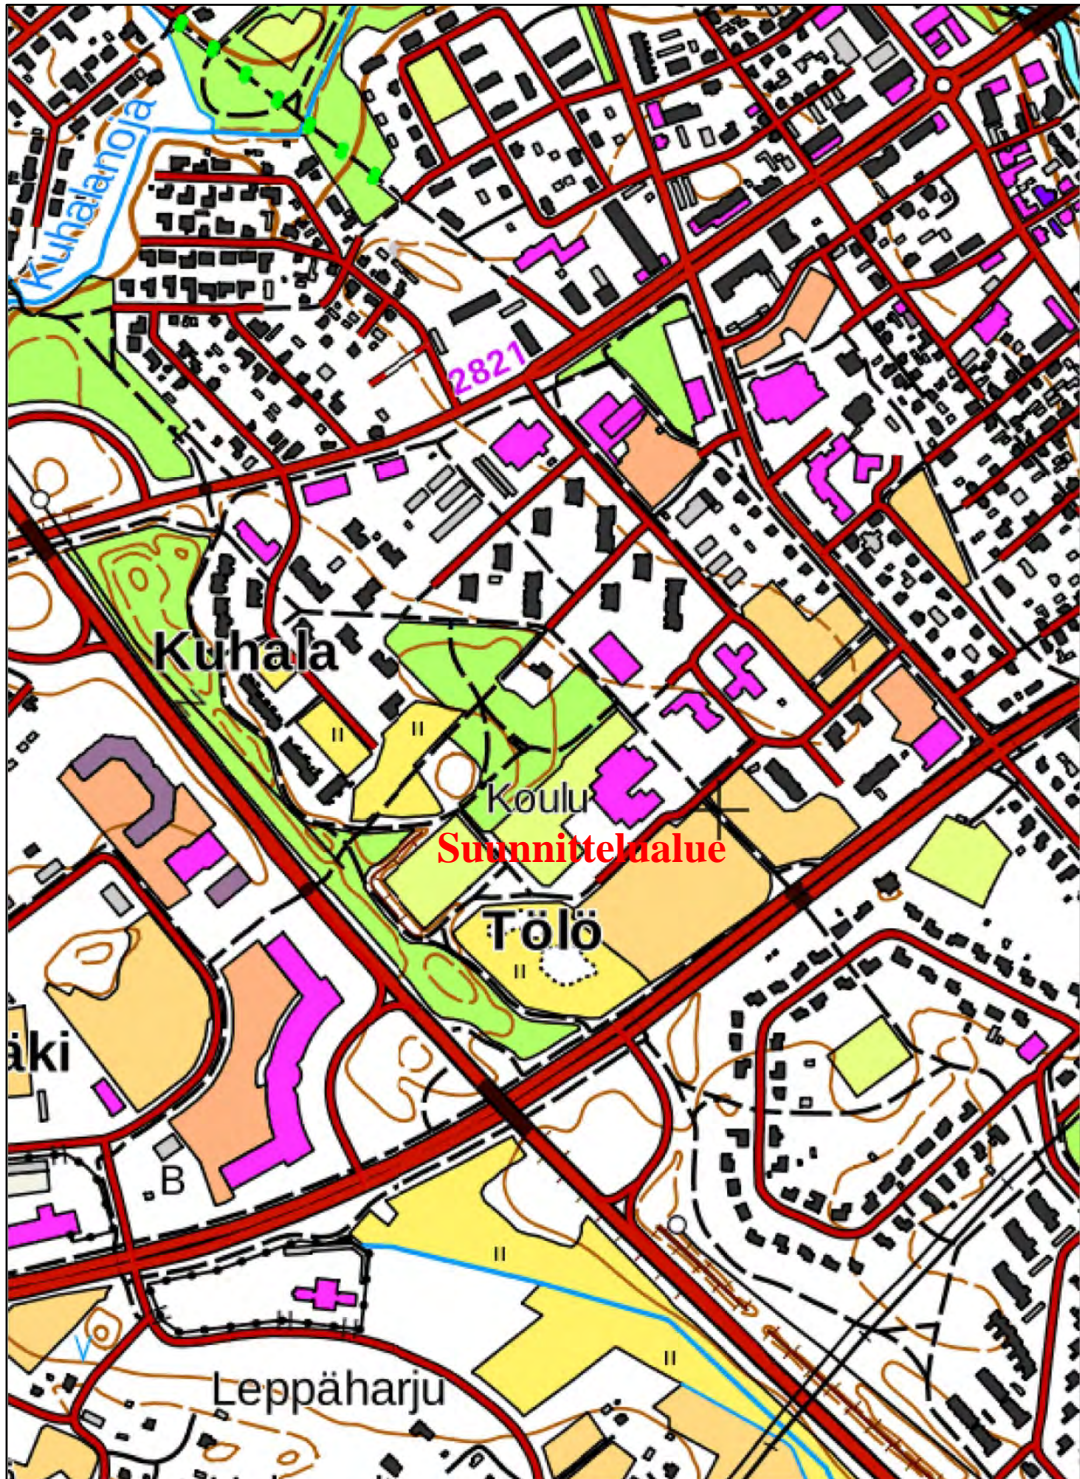 Kuhalanoja
2821
Kuhala
Koulu
Suunnittelualue
Tölö
äki
B
Leppäharju